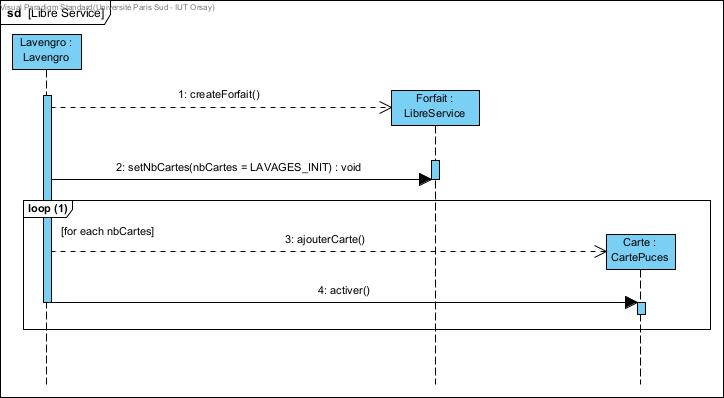 Visual Paradigm Standard(Université Paris Sud - IUT Orsay)
sd [Libre Service]
Lavengro :
Lavengro
1: createForfait()
Forfait :
LibreService
2: setNbCartes(nbCartes = LAVAGES_INIT) : void
loop (1)
[for each nbCartes]
3: ajouterCarte()
Carte :
CartePuces
4: activer()